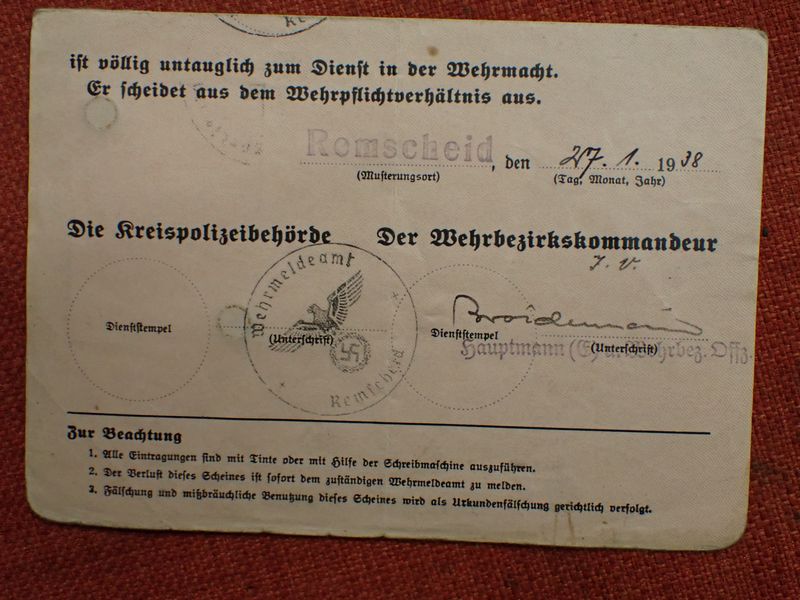 ist völlig untauglich zum Dienst in der Wehrmacht.
Er scheidet aus dem Wehrpflichtverhältnis aus.
Remscheid, den 27. 1. 1938
(Musterungsort) (Tag, Monat, Jahr)
Die Kreispolizeibehörde Der Wehrbezirkskommandeur
J. V.
Wehrmeldeamt
Remscheid
Dienststempel (Unterschrift) Dienststempel (Unterschrift)
Hauptmann (E) u. Wehrbez. Offz.
Zur Beachtung
1. Alle Eintragungen sind mit Tinte oder mit Hilfe der Schreibmaschine auszuführen.
2. Der Verlust dieses Scheines ist sofort dem zuständigen Wehrmeldeamt zu melden.
3. Fälschung und mißbräuchliche Benutzung dieses Scheines wird als Urkundenfälschung gerichtlich verfolgt.